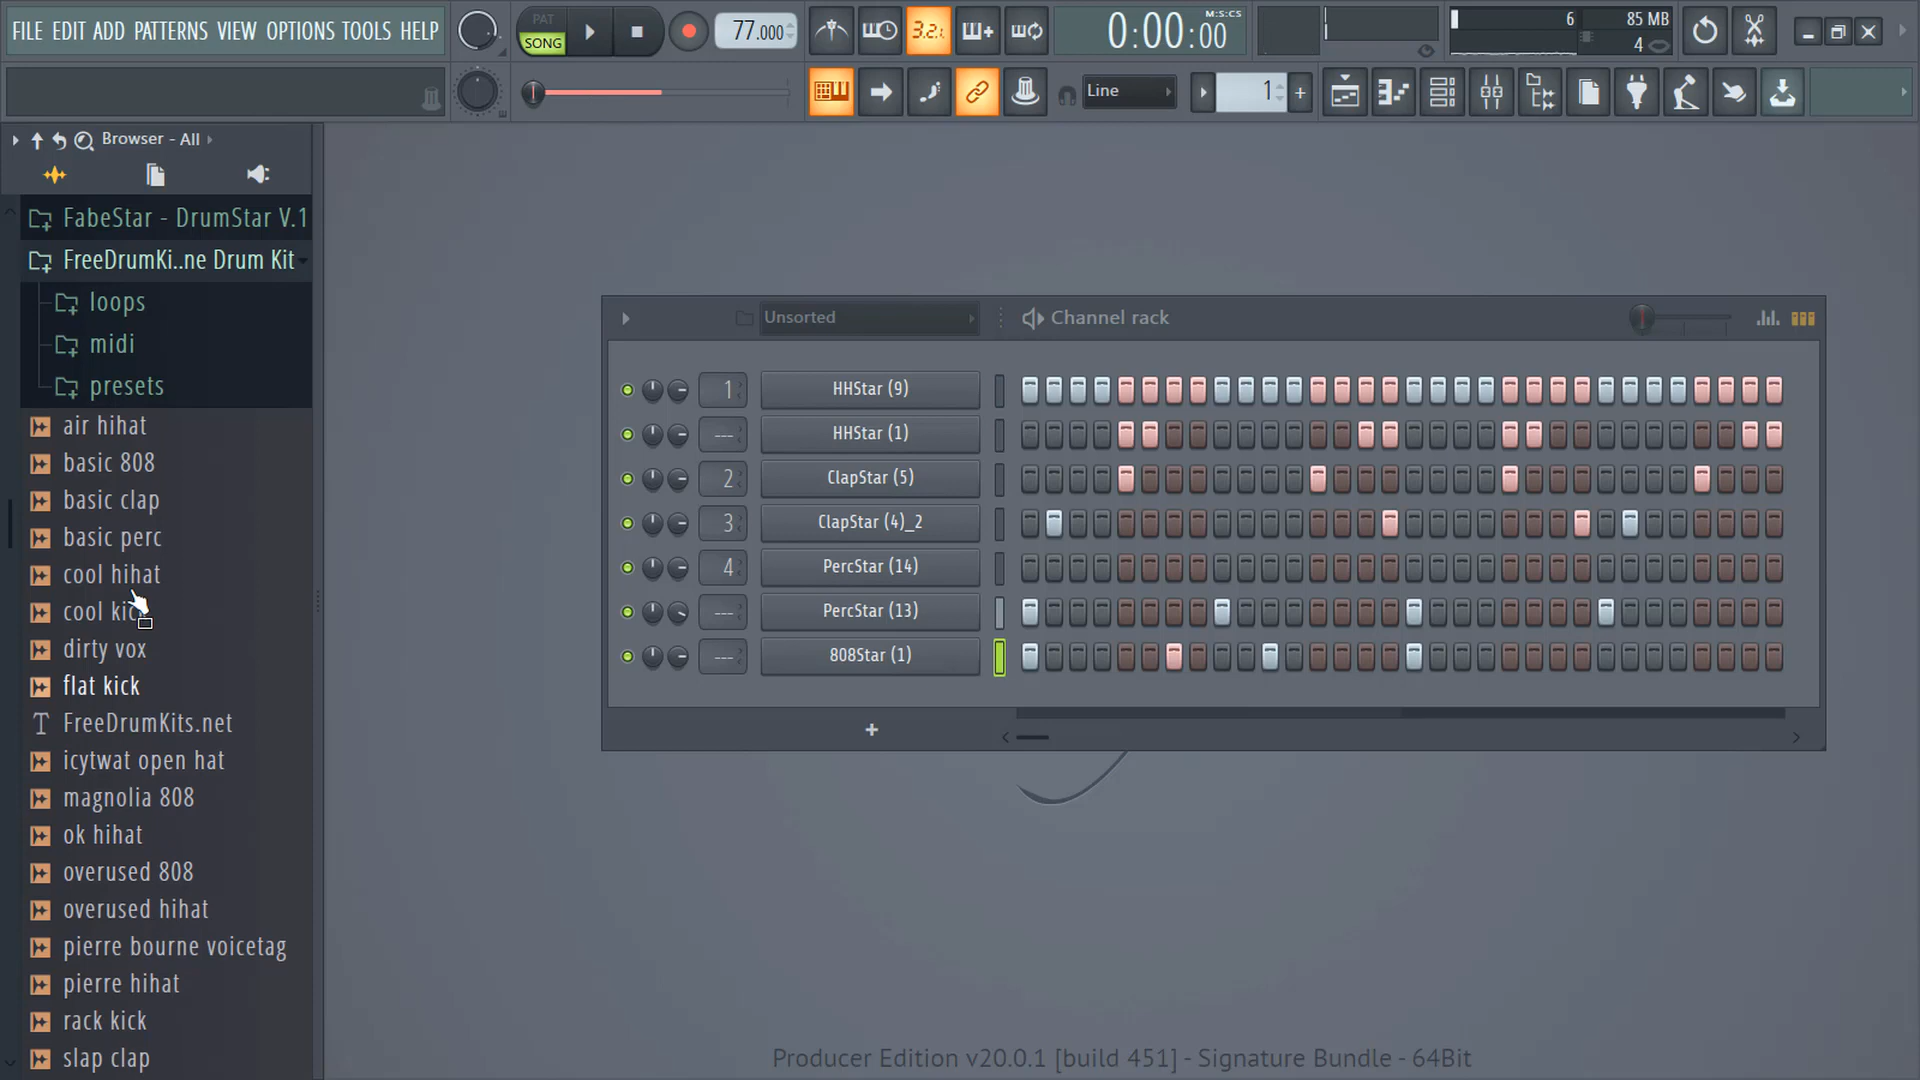 FILE EDIT ADD PATTERNS VIEW OPTIONS TOOLS HELP
PAT
SONG
77.000
3.2.
0:00:00
M:S:CS
6
85 MB
4
Line
1
Browser - All
FabeStar - DrumStar V.1
FreeDrumKi..ne Drum Kit
loops
midi
presets
air hihat
basic 808
basic clap
basic perc
cool hihat
cool kick
dirty vox
flat kick
FreeDrumKits.net
icytwat open hat
magnolia 808
ok hihat
overused 808
overused hihat
pierre bourne voicetag
pierre hihat
rack kick
slap clap
Unsorted
Channel rack
1 HHStar (9)
--- HHStar (1)
2 ClapStar (5)
3 ClapStar (4)_2
4 PercStar (14)
--- PercStar (13)
--- 808Star (1)
Producer Edition v20.0.1 [build 451] - Signature Bundle - 64Bit